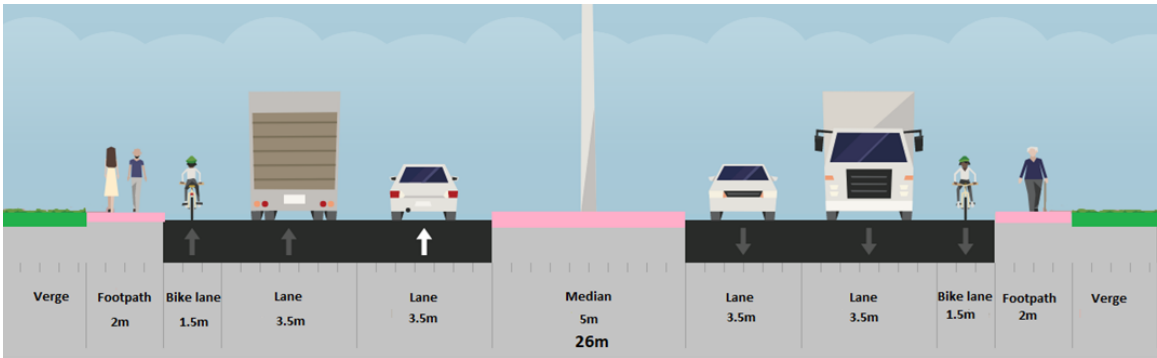 Verge
Footpath
2m
Bike lane
1.5m
Lane
3.5m
Lane
3.5m
Median
5m
26m
Lane
3.5m
Lane
3.5m
Bike lane
1.5m
Footpath
2m
Verge